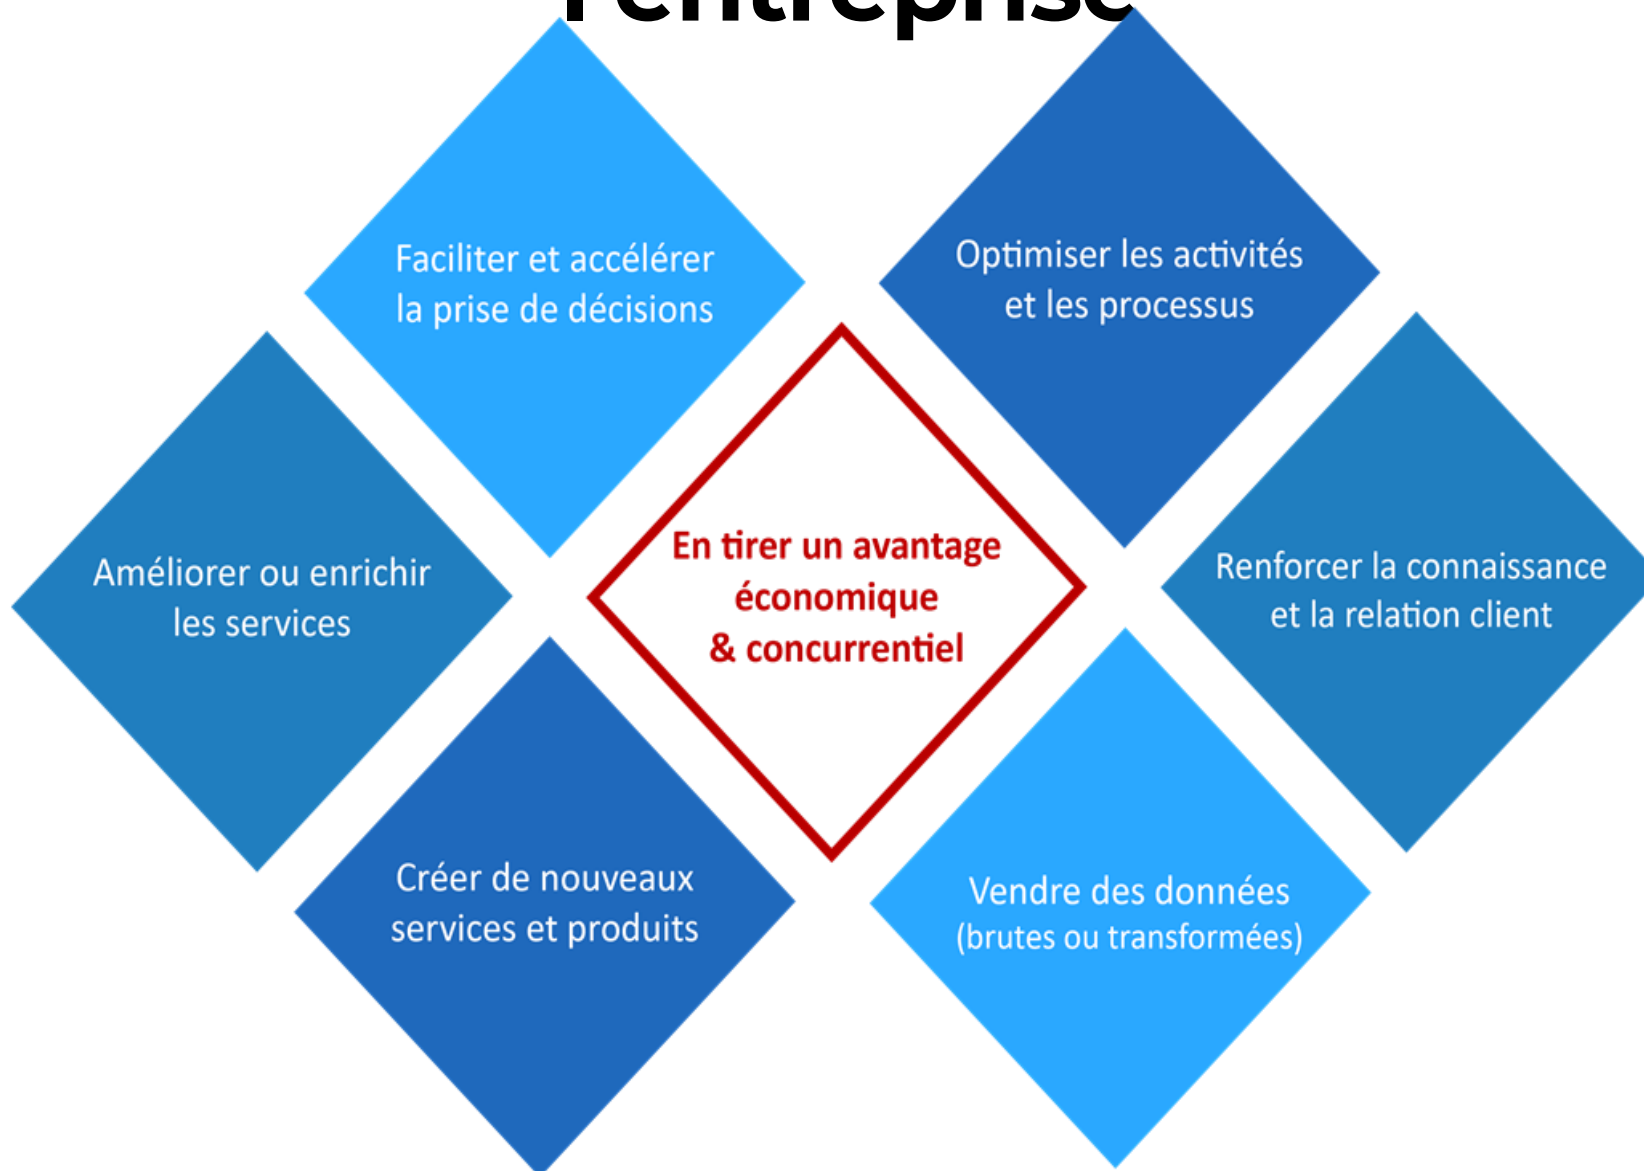 l'entreprise
Faciliter et accélérer
la prise de décisions
Optimiser les activités
et les processus
Améliorer ou enrichir
les services
En tirer un avantage
économique
& concurrentiel
Renforcer la connaissance
et la relation client
Créer de nouveaux
services et produits
Vendre des données
(brutes ou transformées)